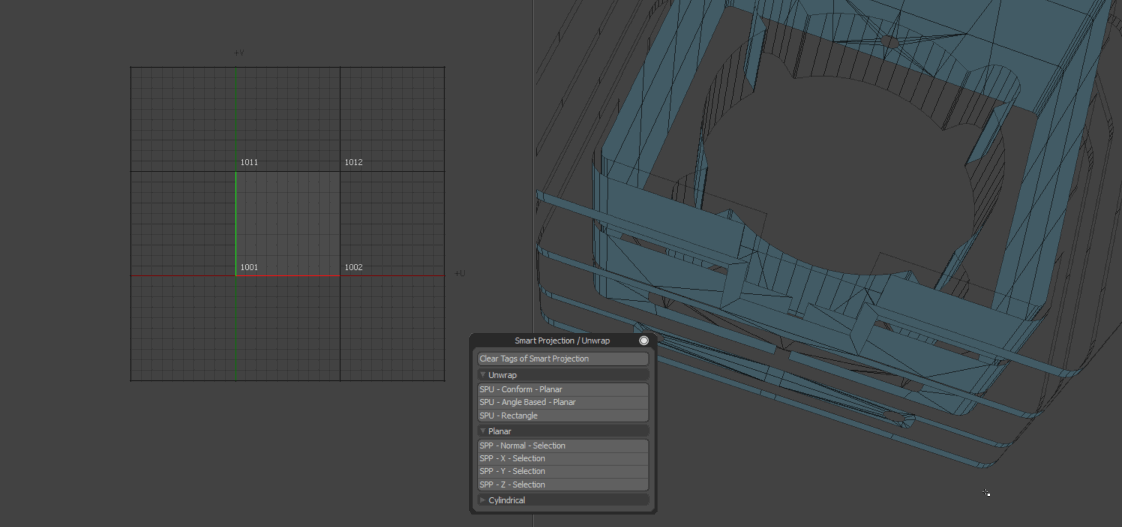 +V
1011
1012
1001
1002
+U
Smart Projection / Unwrap
Clear Tags of Smart Projection
Unwrap
SPU - Conform - Planar
SPU - Angle Based - Planar
SPU - Rectangle
Planar
SPP - Normal - Selection
SPP - X - Selection
SPP - Y - Selection
SPP - Z - Selection
Cylindrical